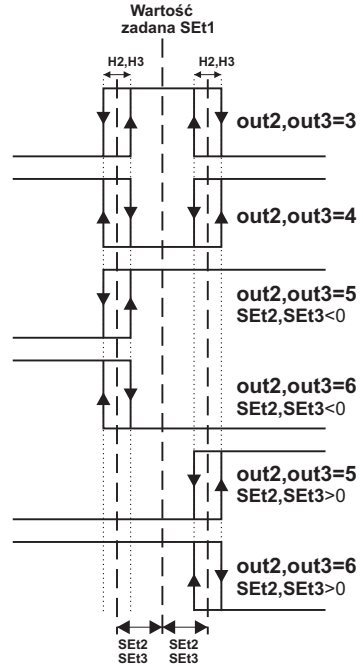 Wartość
zadana SEt1
H2,H3 H2,H3
out2,out3=3
out2,out3=4
out2,out3=5
SEt2,SEt3<0
out2,out3=6
SEt2,SEt3<0
out2,out3=5
SEt2,SEt3>0
out2,out3=6
SEt2,SEt3>0
SEt2 SEt2
SEt3 SEt3